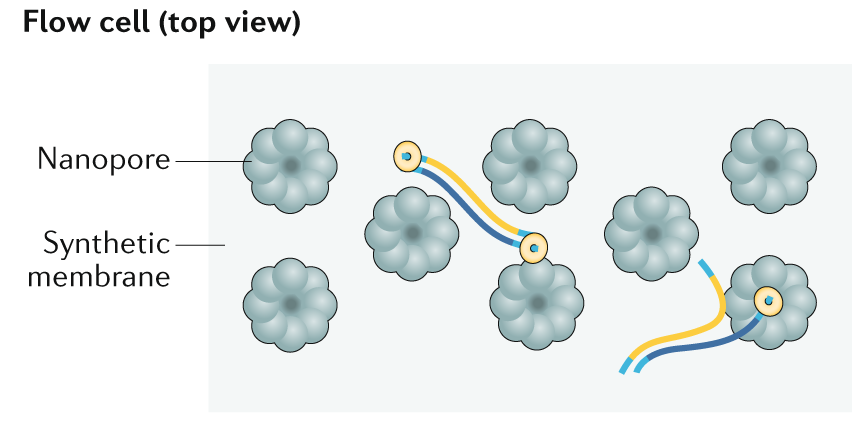 Flow cell (top view)
Nanopore
Synthetic
membrane